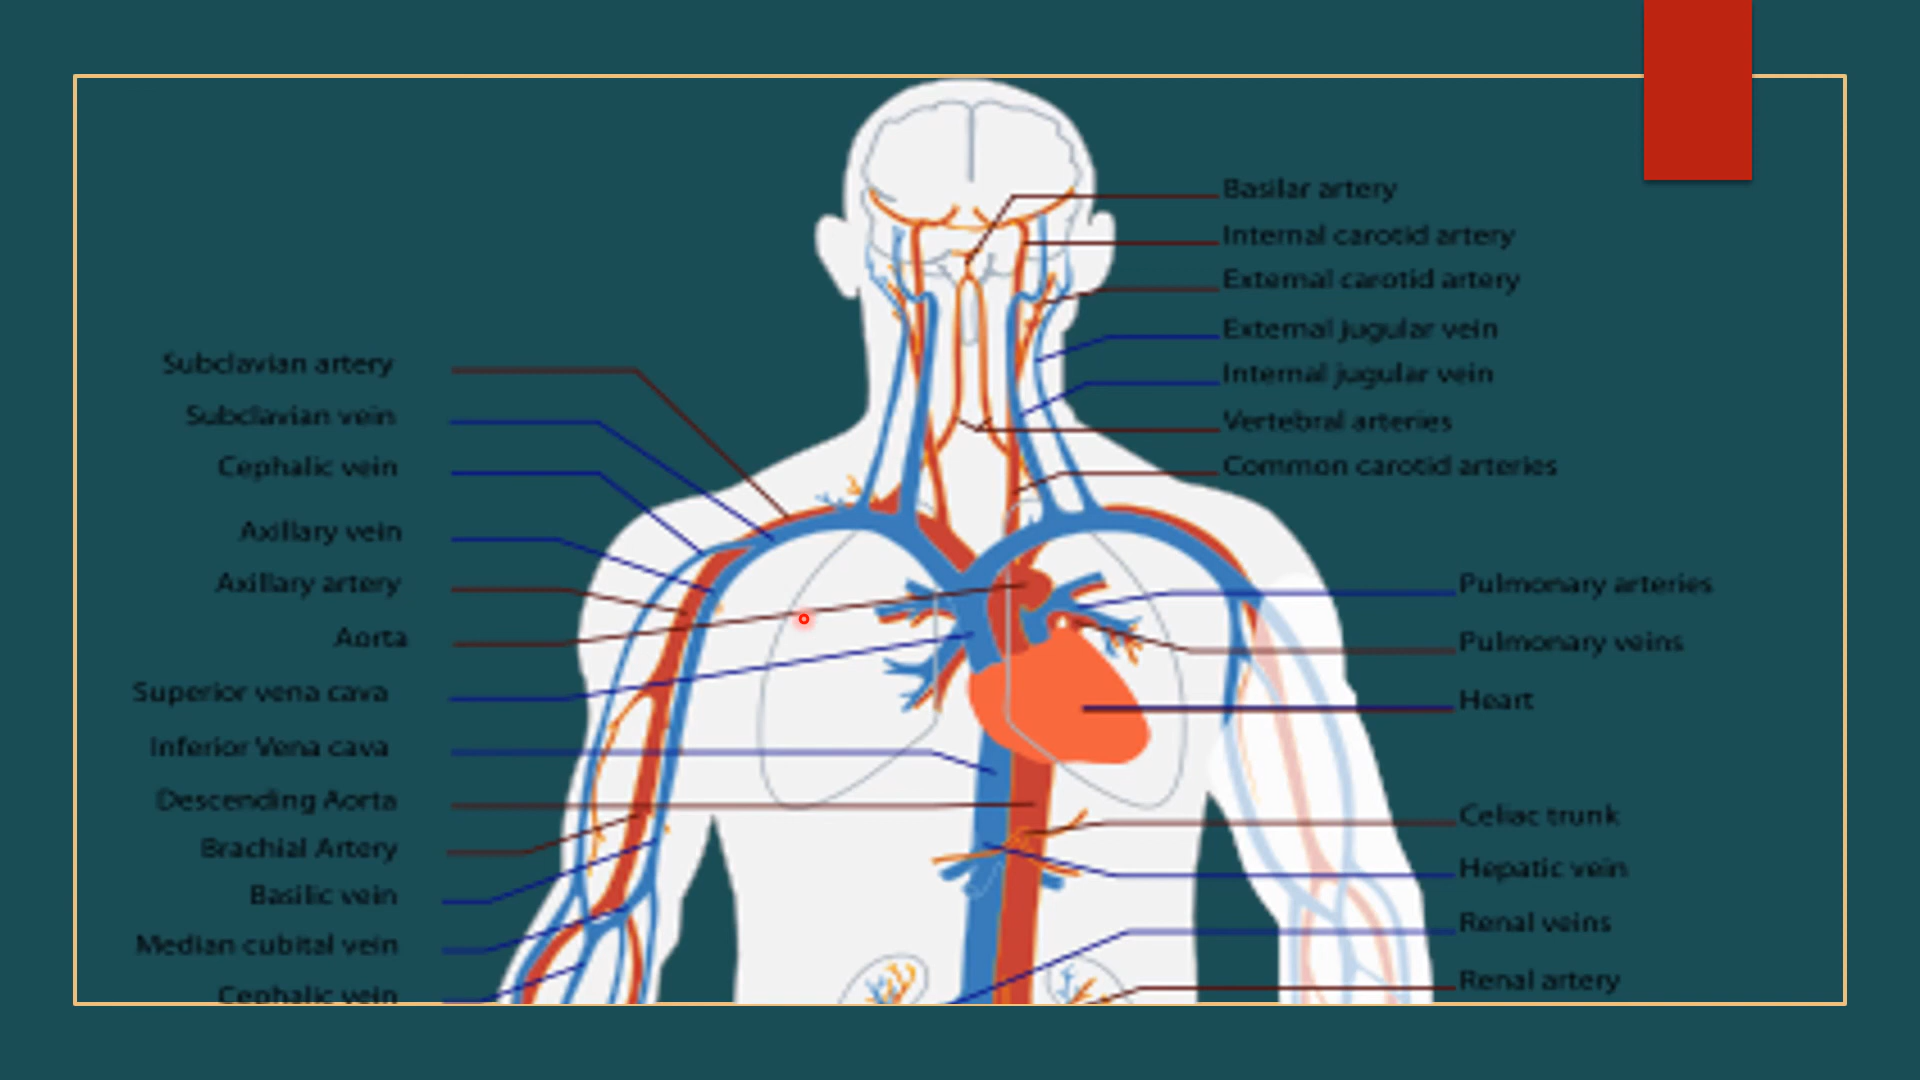 Subclavian artery
Subclavian vein
Cephalic vein
Axillary vein
Axillary artery
Aorta
Superior vena cava
Inferior Vena cava
Descending Aorta
Brachial Artery
Basilic vein
Median cubital vein
Cephalic vein
Basilar artery
Internal carotid artery
External carotid artery
External jugular vein
Internal jugular vein
Vertebral arteries
Common carotid arteries
Pulmonary arteries
Pulmonary veins
Heart
Celiac trunk
Hepatic vein
Renal veins
Renal artery